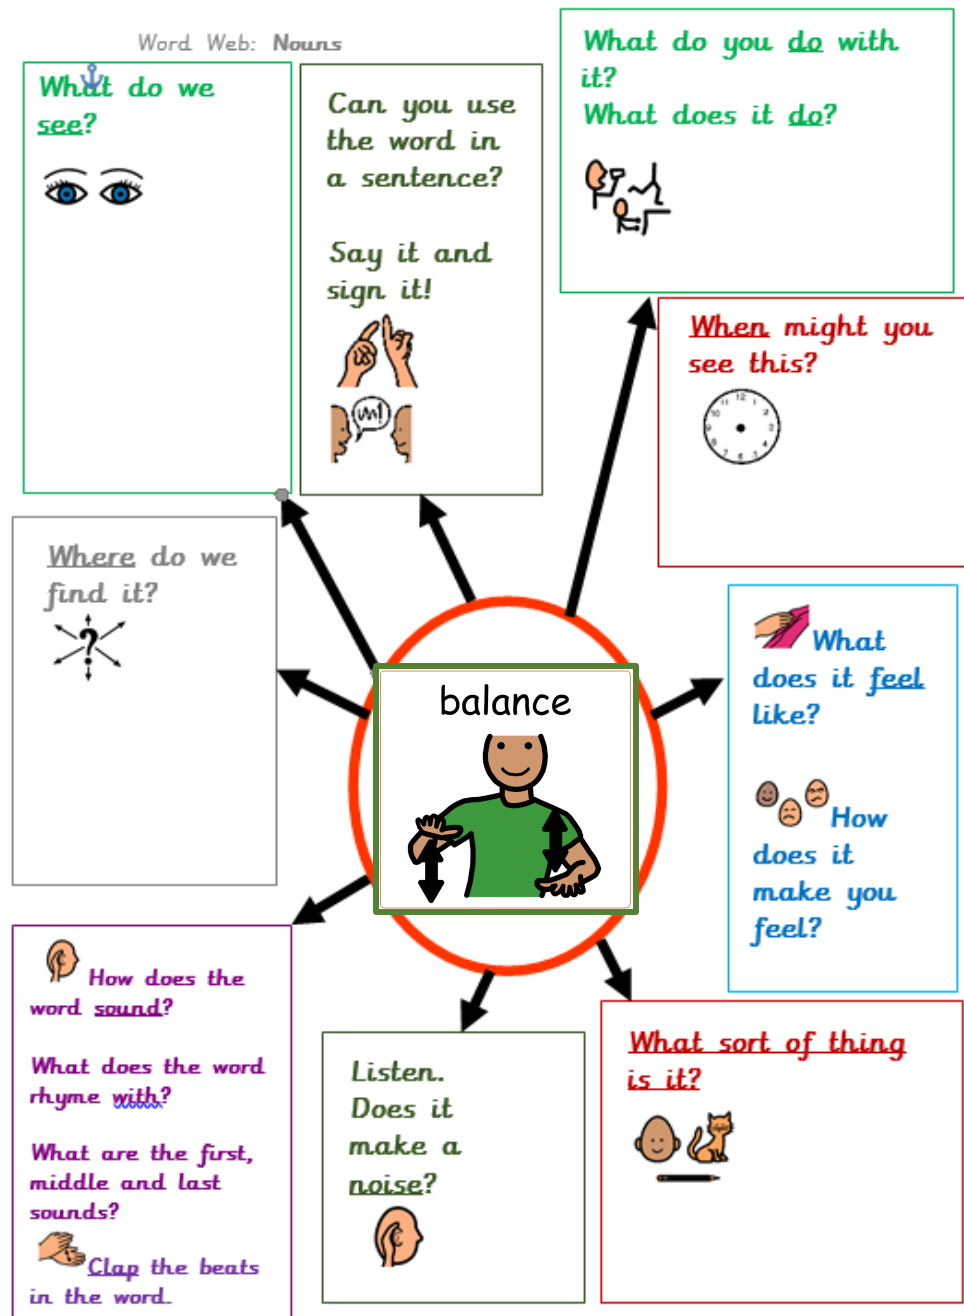 Word Web: Nouns
What do we
see?
Can you use
the word in
a sentence?
Say it and
sign it!
What do you do with
it?
What does it do?
When might you
see this?
Where do we
find it?
balance
What
does it feel
like?
How
does it
make you
feel?
How does the
word sound?
What does the word
rhyme with?
What are the first,
middle and last
sounds?
Clap the beats
in the word.
Listen.
Does it
make a
noise?
What sort of thing
is it?